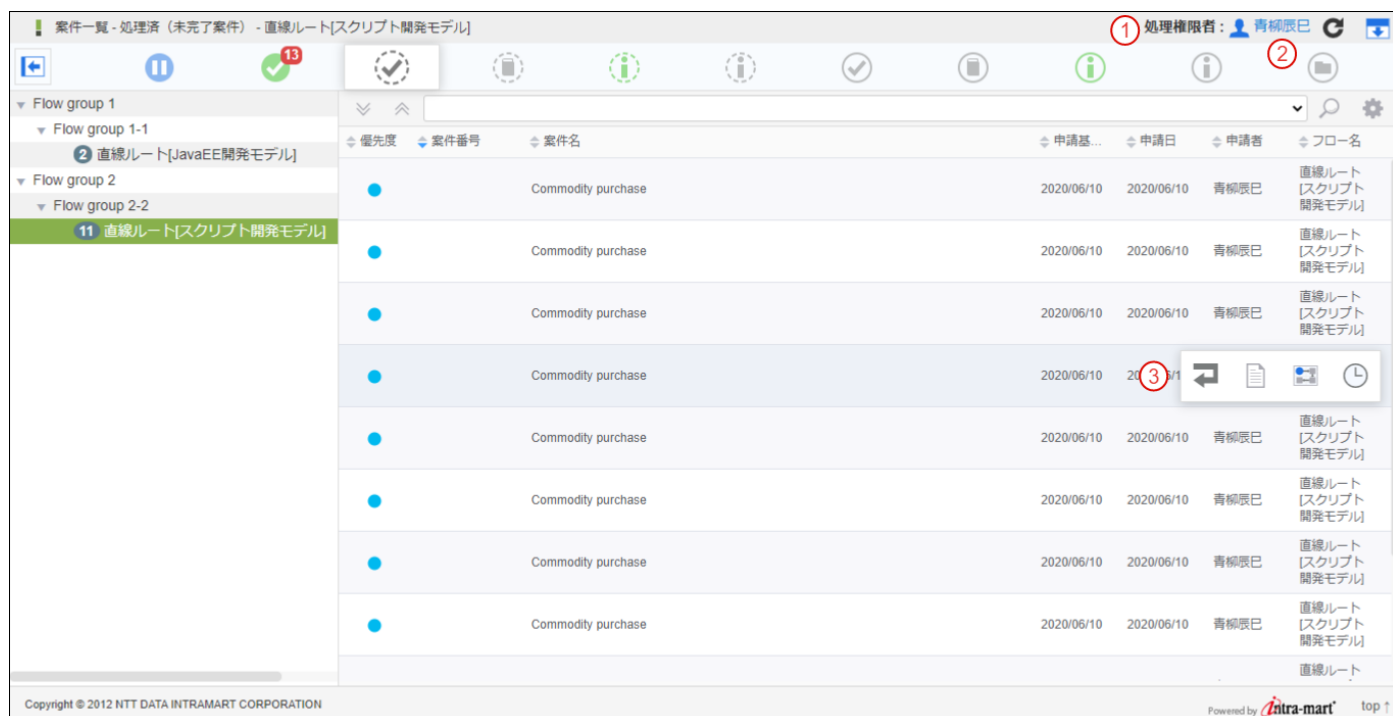 案件一覧 - 処理済（未完了案件） - 直線ルート[スクリプト開発モデル]
① 処理権限者： 青柳辰巳
13
②
Flow group 1
Flow group 1-1
2 直線ルート[JavaEE開発モデル]
Flow group 2
Flow group 2-2
11 直線ルート[スクリプト開発モデル]
優先度 案件番号 案件名 申請基... 申請日 申請者 フロー名
Commodity purchase 2020/06/10 2020/06/10 青柳辰巳 直線ルート
[スクリプト
開発モデル]
Commodity purchase 2020/06/10 2020/06/10 青柳辰巳 直線ルート
[スクリプト
開発モデル]
Commodity purchase 2020/06/10 2020/06/10 青柳辰巳 直線ルート
[スクリプト
開発モデル]
Commodity purchase 2020/06/10 ③
Commodity purchase 2020/06/10 2020/06/10 青柳辰巳 直線ルート
[スクリプト
開発モデル]
Commodity purchase 2020/06/10 2020/06/10 青柳辰巳 直線ルート
[スクリプト
開発モデル]
Commodity purchase 2020/06/10 2020/06/10 青柳辰巳 直線ルート
[スクリプト
開発モデル]
Commodity purchase 2020/06/10 2020/06/10 青柳辰巳 直線ルート
[スクリプト
開発モデル]
直線ルート
Copyright © 2012 NTT DATA INTRAMART CORPORATION
Powered by intra-mart top ↑